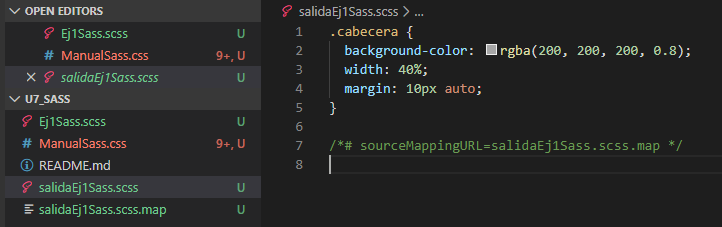 OPEN EDITORS
Ej1Sass.scss U
ManualSass.css 9+, U
salidaEj1Sass.scss U
U7_SASS
Ej1Sass.scss U
ManualSass.css 9+, U
README.md
salidaEj1Sass.scss U
salidaEj1Sass.scss.map U
salidaEj1Sass.scss > ...
1 .cabecera {
2 background-color: rgba(200, 200, 200, 0.8);
3 width: 40%;
4 margin: 10px auto;
5 }
6
7 /*# sourceMappingURL=salidaEj1Sass.scss.map */
8